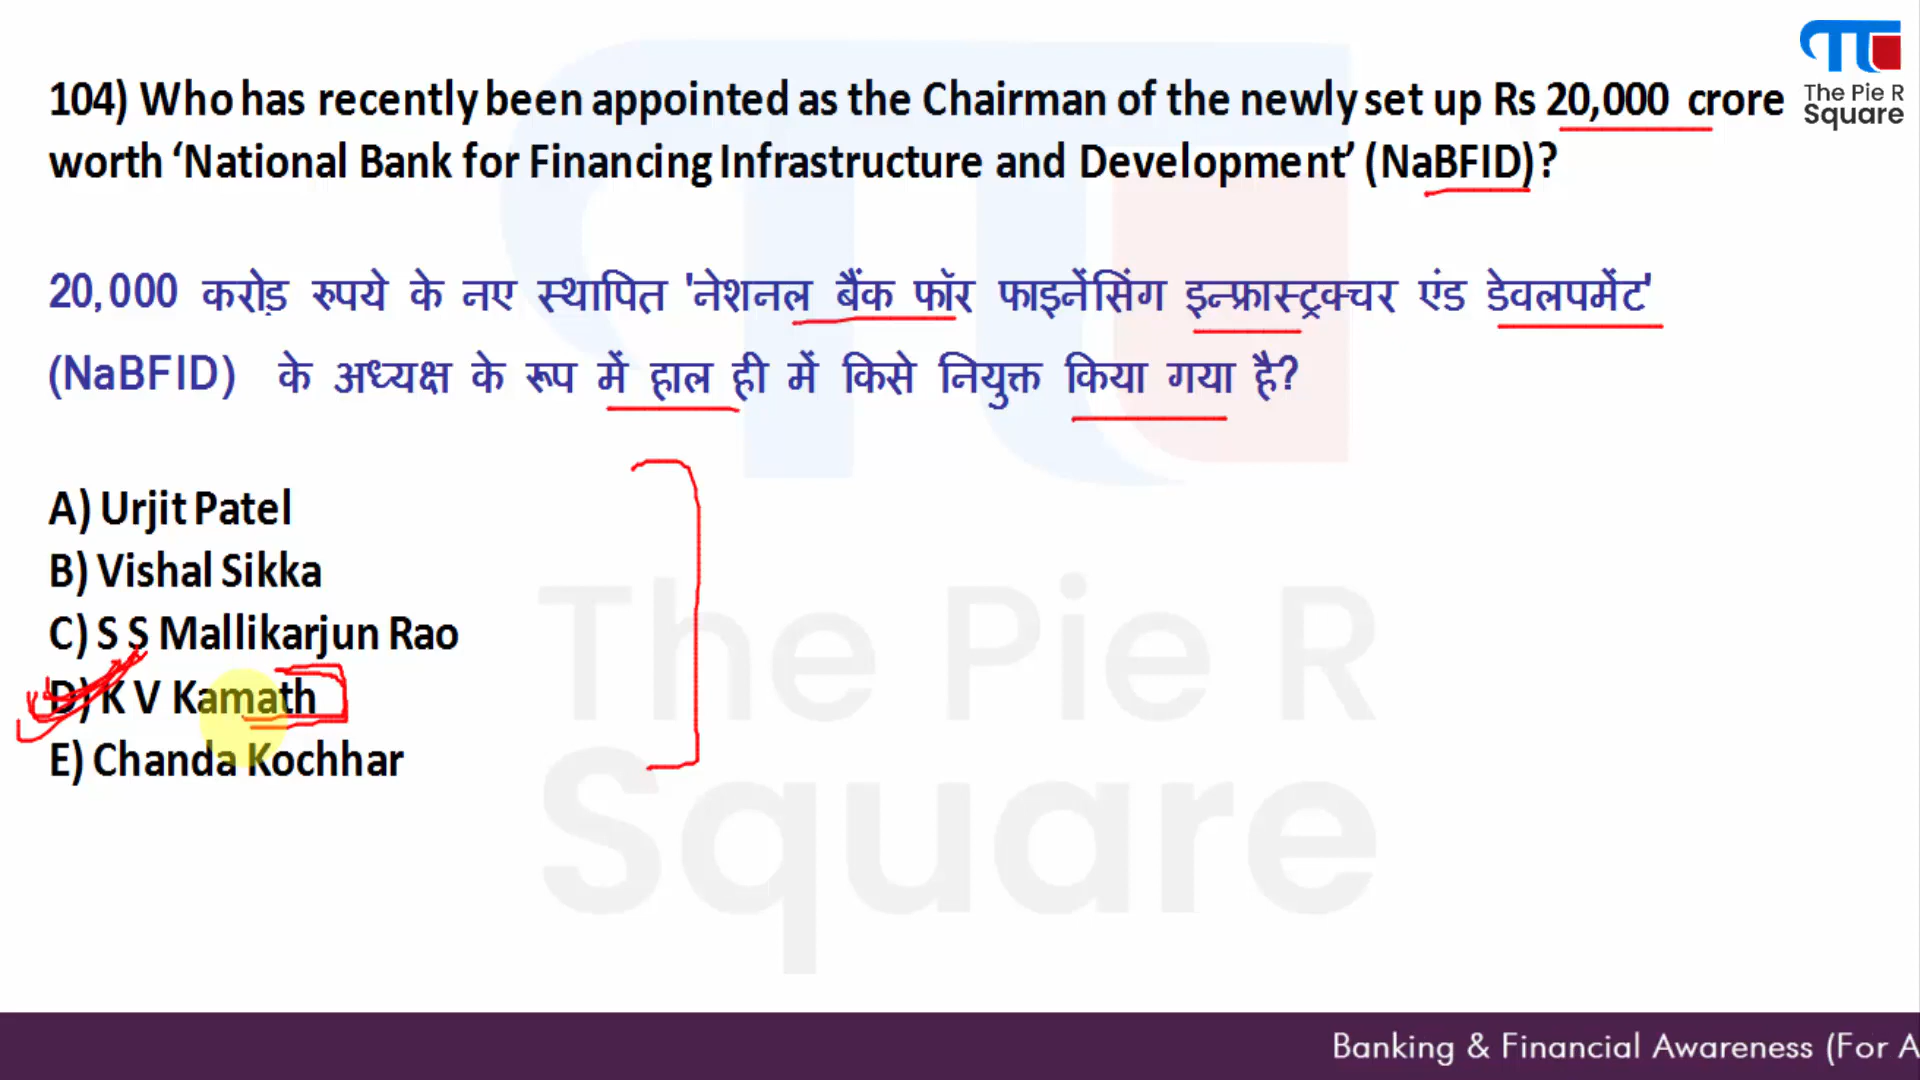 104) Who has recently been appointed as the Chairman of the newly set up Rs 20,000 crore
worth ‘National Bank for Financing Infrastructure and Development’ (NaBFID)?
20,000 करोड़ रुपये के नए स्थापित 'नेशनल बैंक फॉर फाइनेंसिंग इन्फ्रास्ट्रक्चर एंड डेवलपमेंट'
(NaBFID) के अध्यक्ष के रूप में हाल ही में किसे नियुक्त किया गया है?
A) Urjit Patel
B) Vishal Sikka
C) S S Mallikarjun Rao
D) K V Kamath
E) Chanda Kochhar
The Pie R
Square
The Pie R
Square
Banking & Financial Awareness (For A